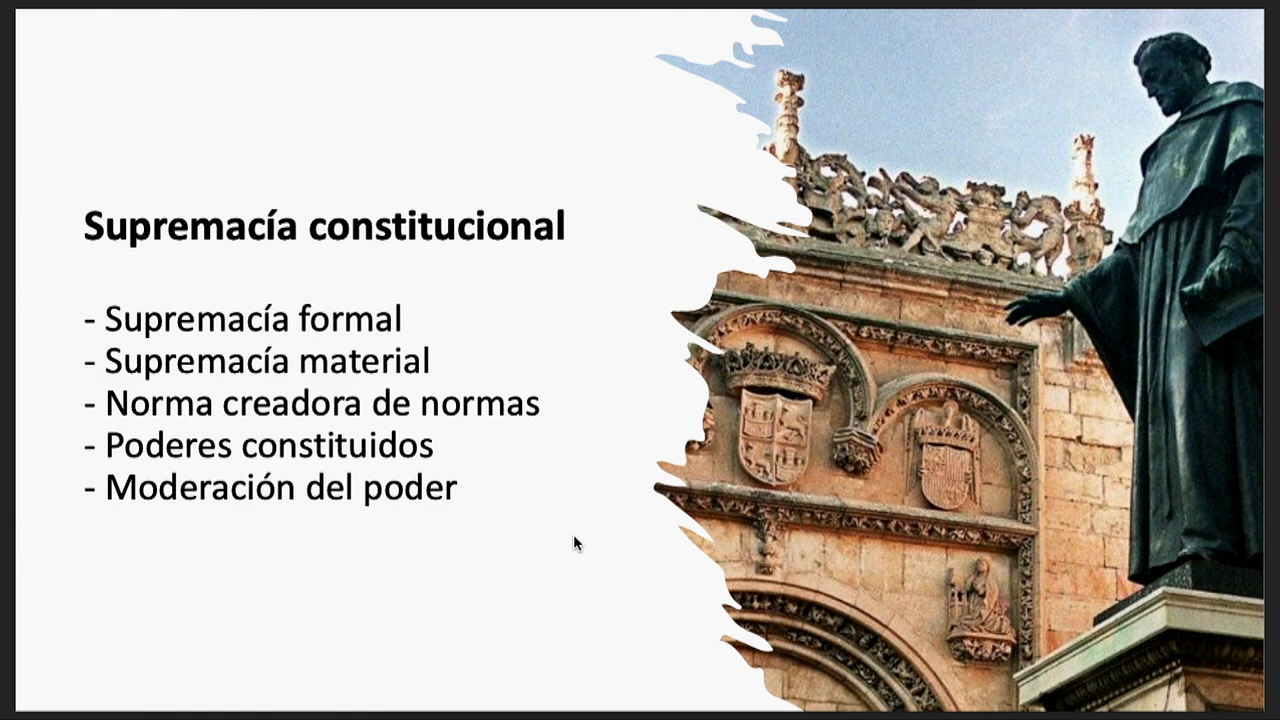 Supremacía constitucional
- Supremacía formal
- Supremacía material
- Norma creadora de normas
- Poderes constituidos
- Moderación del poder